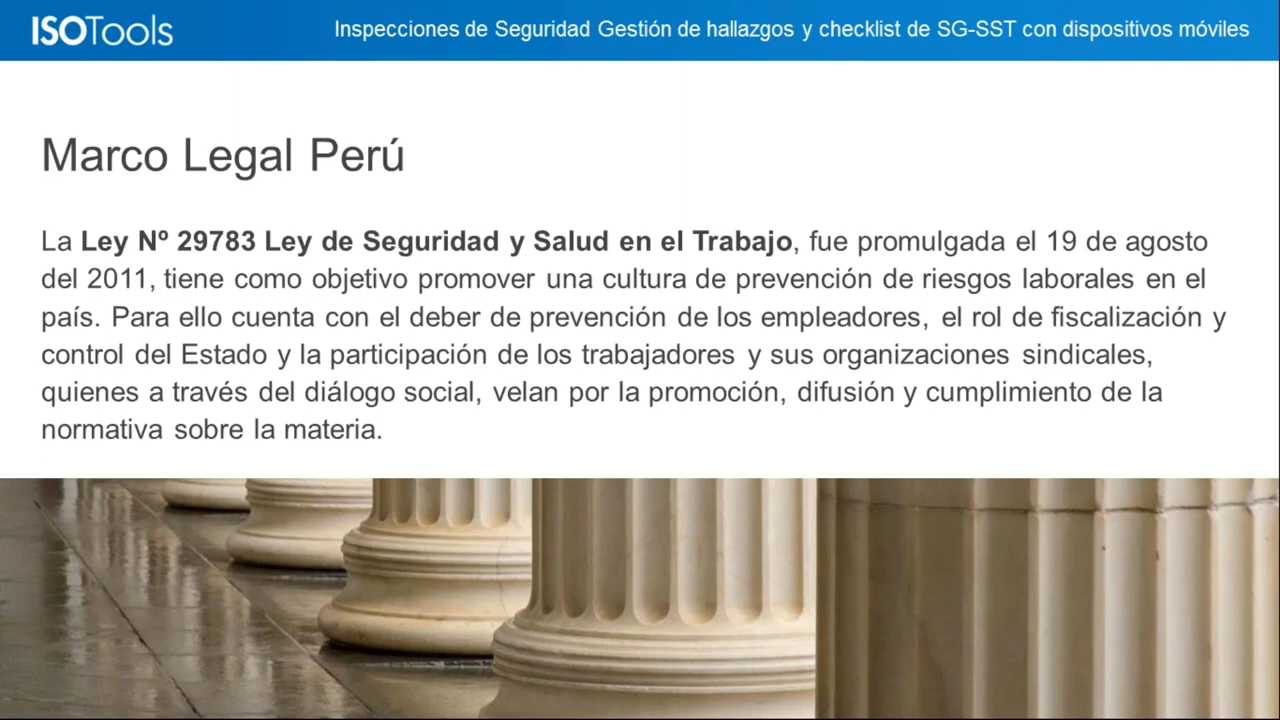 ISOTools
Inspecciones de Seguridad Gestión de hallazgos y checklist de SG-SST con dispositivos móviles
Marco Legal Perú
La Ley Nº 29783 Ley de Seguridad y Salud en el Trabajo, fue promulgada el 19 de agosto
del 2011, tiene como objetivo promover una cultura de prevención de riesgos laborales en el
país. Para ello cuenta con el deber de prevención de los empleadores, el rol de fiscalización y
control del Estado y la participación de los trabajadores y sus organizaciones sindicales,
quienes a través del diálogo social, velan por la promoción, difusión y cumplimiento de la
normativa sobre la materia.